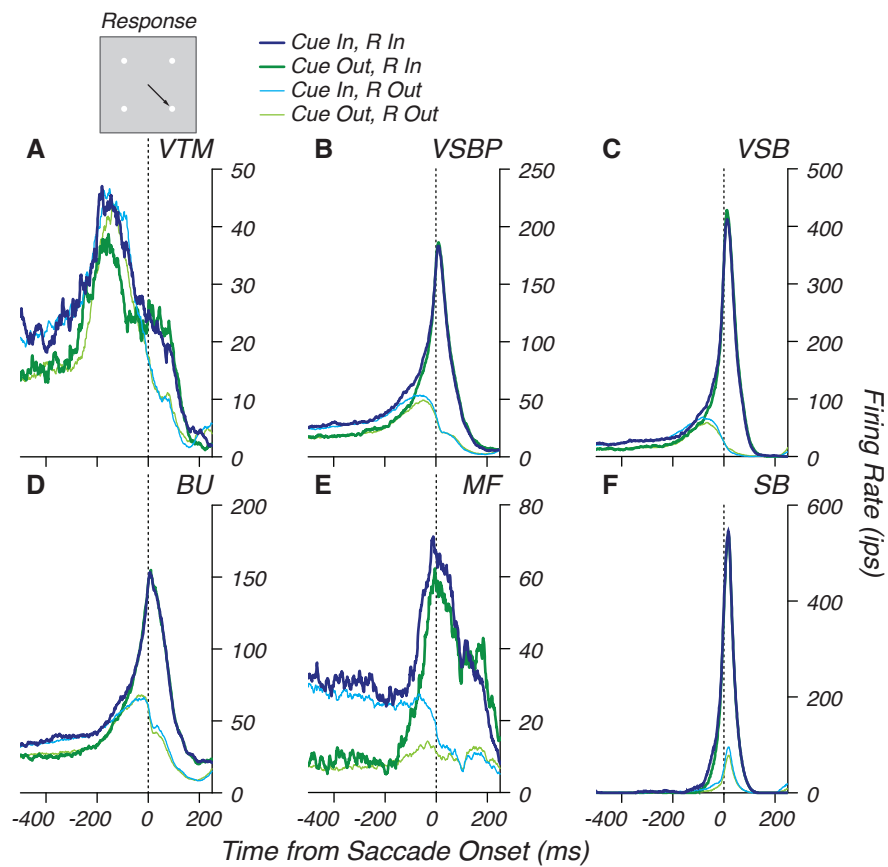 Response
Cue In, R In
Cue Out, R In
Cue In, R Out
Cue Out, R Out
A VTM
50
40
30
20
10
0
B VSBP
250
200
150
100
50
0
C VSB
500
400
300
200
100
0
D BU
200
150
100
50
0
-400 -200 0 200
E MF
80
60
40
20
0
-400 -200 0 200
F SB
600
400
200
0
-400 -200 0 200
Firing Rate (ips)
Time from Saccade Onset (ms)